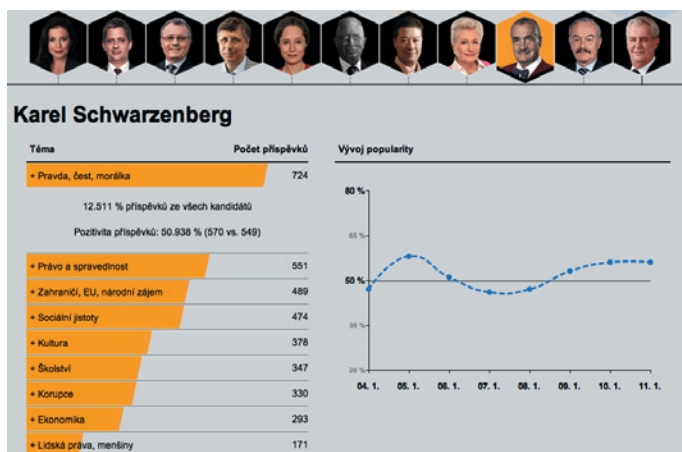 Karel Schwarzenberg
Téma Počet příspěvků
+ Pravda, čest, morálka 724
12.511 % příspěvků ze všech kandidátů
Pozitivita příspěvků: 50.938 % (570 vs. 549)
+ Právo a spravedlnost 551
+ Zahraničí, EU, národní zájem 489
+ Sociální jistoty 474
+ Kultura 378
+ Školství 347
+ Korupce 330
+ Ekonomika 293
+ Lidská práva, menšiny 171
Vývoj popularity
80 %
65 %
50 %
35 %
20 %
04. 1. 05. 1. 06. 1. 07. 1. 08. 1. 09. 1. 10. 1. 11. 1.